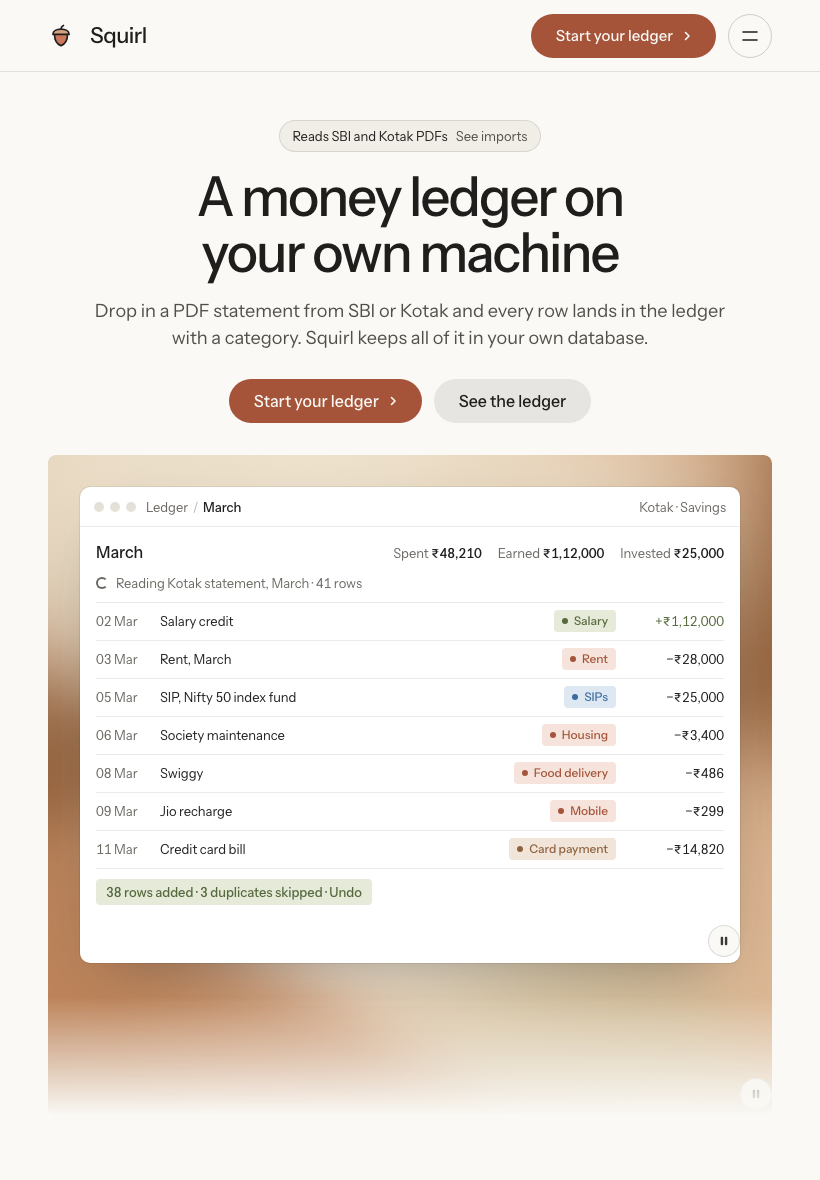 Squirl
Start your ledger
Reads SBI and Kotak PDFs See imports
A money ledger on
your own machine
Drop in a PDF statement from SBI or Kotak and every row lands in the ledger
with a category. Squirl keeps all of it in your own database.
Start your ledger
See the ledger
Ledger / March
Kotak · Savings
March
Spent ₹48,210 Earned ₹1,12,000 Invested ₹25,000
Reading Kotak statement, March · 41 rows
02 Mar Salary credit Salary +₹1,12,000
03 Mar Rent, March Rent −₹28,000
05 Mar SIP, Nifty 50 index fund SIPs −₹25,000
06 Mar Society maintenance Housing −₹3,400
08 Mar Swiggy Food delivery −₹486
09 Mar Jio recharge Mobile −₹299
11 Mar Credit card bill Card payment −₹14,820
38 rows added · 3 duplicates skipped · Undo